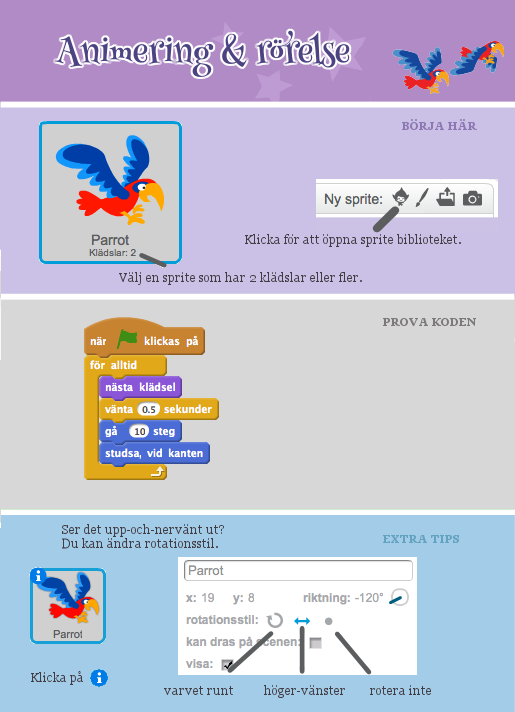 Animering & rörelse
BÖRJA HÄR
Parrot
Klädslar: 2
Ny sprite:
Klicka för att öppna sprite biblioteket.
Välj en sprite som har 2 klädslar eller fler.
PROVA KODEN
när klickas på
för alltid
nästa klädsel
vänta 0.5 sekunder
gå 10 steg
studsa, vid kanten
EXTRA TIPS
Ser det upp-och-nervänt ut?
Du kan ändra rotationsstil.
i
Parrot
Klicka på i
Parrot
x: 19 y: 8 riktning: -120°
rotationsstil:
kan dras på scenen:
visa:
varvet runt höger-vänster rotera inte